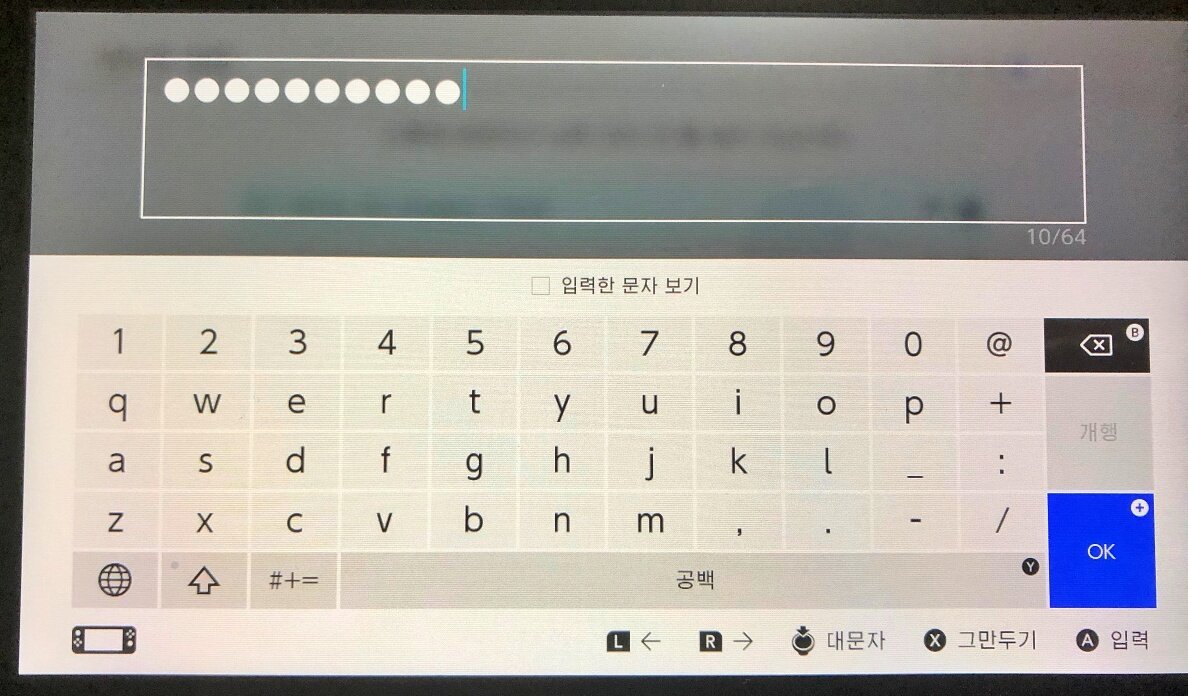 ●●●●●●●●●●
10/64
입력한 문자 보기
1 2 3 4 5 6 7 8 9 0 @ B
q w e r t y u i o p +
개행
a s d f g h j k l _ :
z x c v b n m , . - / +
OK
#+= 공백 Y
L ← R → 대문자 X 그만두기 A 입력